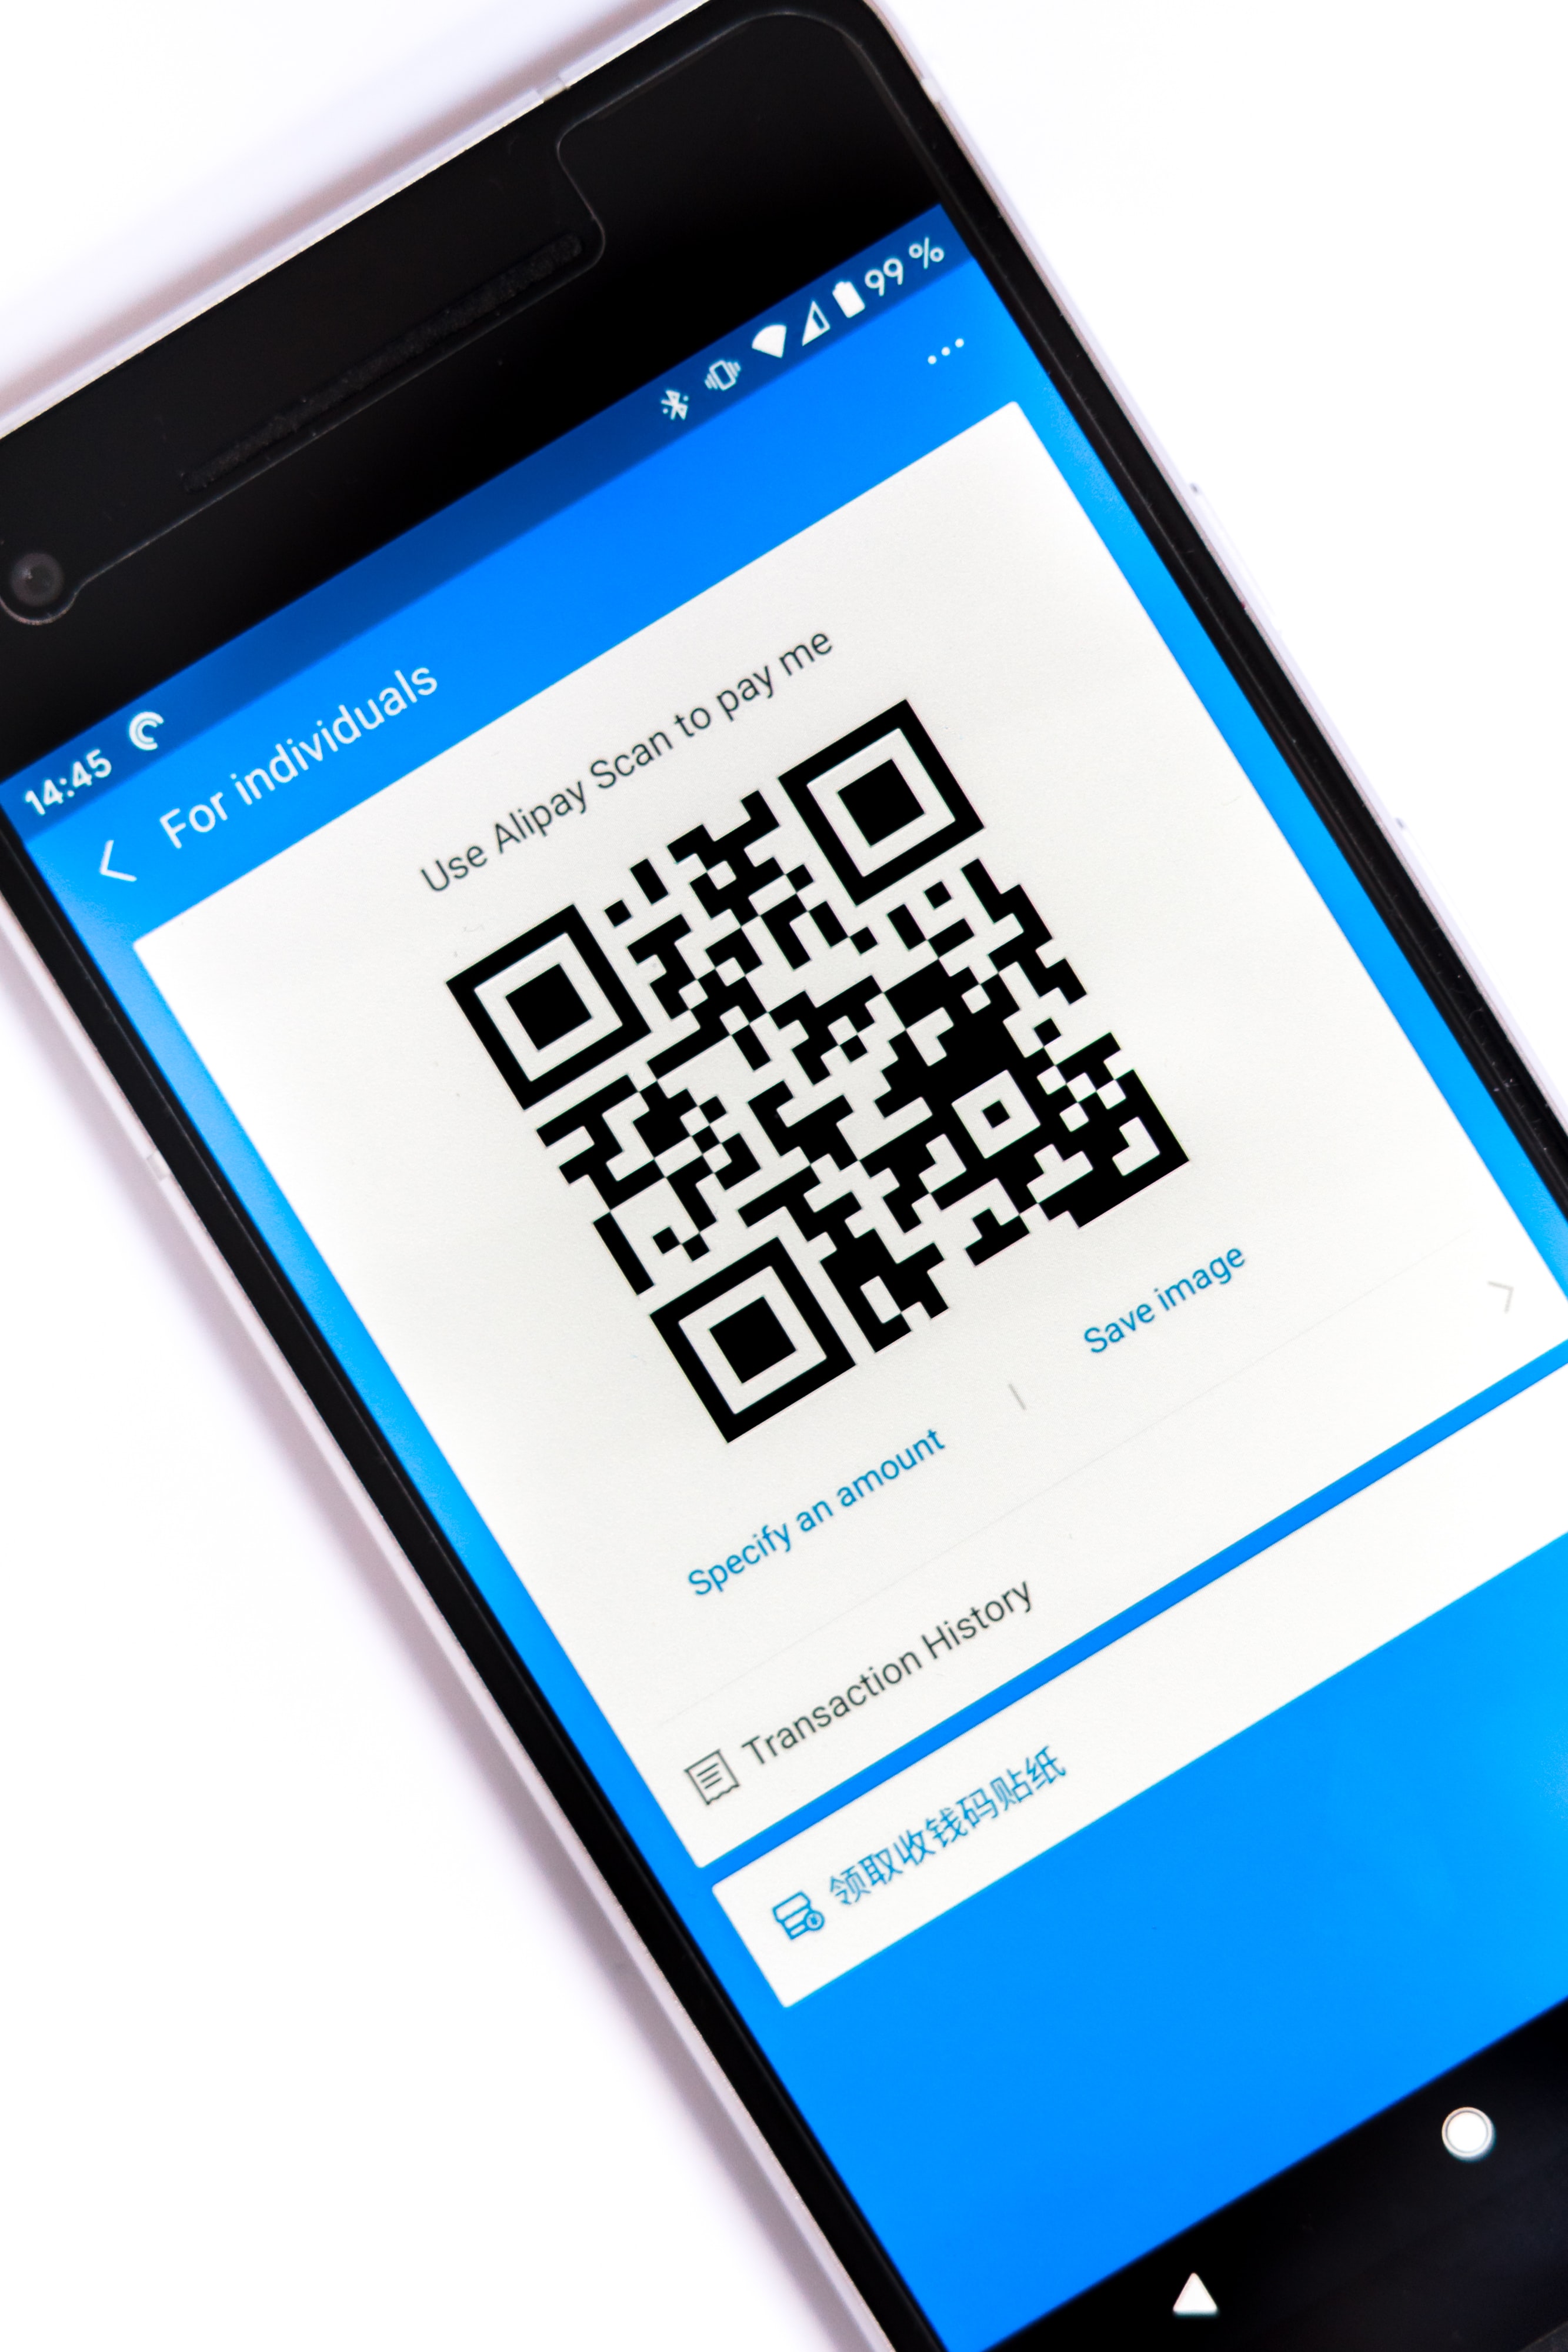 14:45 99 %
For individuals
Use Alipay Scan to pay me
Specify an amount
Save image
Transaction History
领取收钱码贴纸